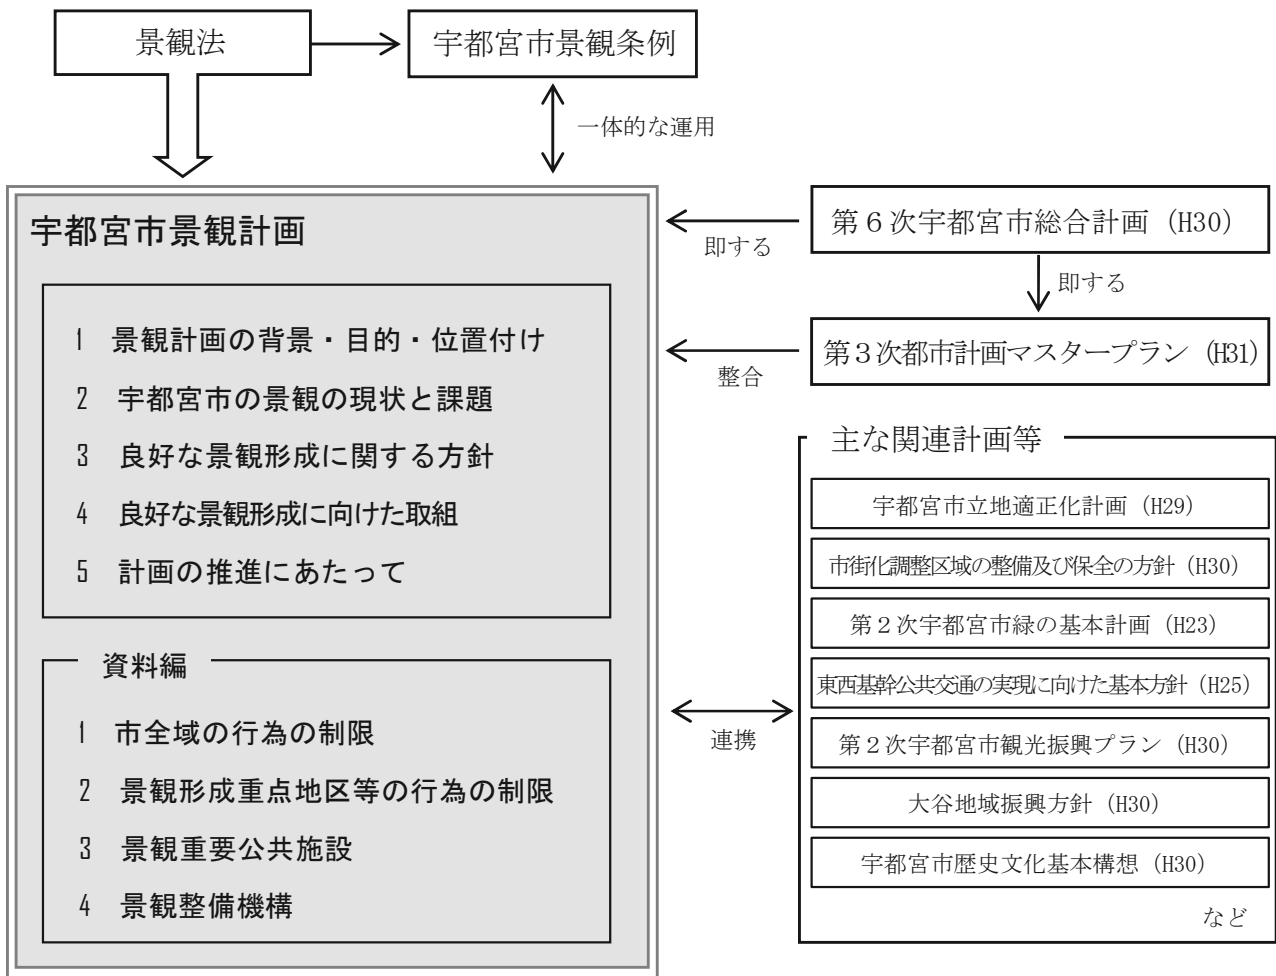 景観法
宇都宮市景観条例
一体的な運用
宇都宮市景観計画
1 景観計画の背景・目的・位置付け
2 宇都宮市の景観の現状と課題
3 良好な景観形成に関する方針
4 良好な景観形成に向けた取組
5 計画の推進にあたって
資料編
1 市全域の行為の制限
2 景観形成重点地区等の行為の制限
3 景観重要公共施設
4 景観整備機構
第６次宇都宮市総合計画（H30）
即する
即する
第３次都市計画マスタープラン（H31）
整合
主な関連計画等
宇都宮市立地適正化計画（H29）
市街化調整区域の整備及び保全の方針（H30）
第２次宇都宮市緑の基本計画（H23）
東西基幹公共交通の実現に向けた基本方針（H25）
連携
第２次宇都宮市観光振興プラン（H30）
大谷地域振興方針（H30）
宇都宮市歴史文化基本構想（H30）
など